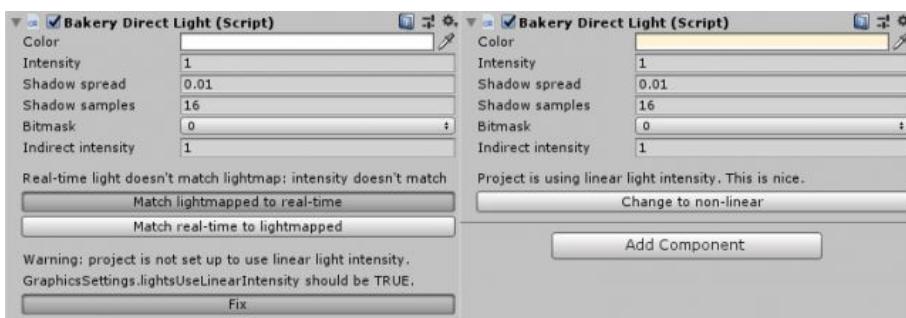 Bakery Direct Light (Script)
Color
Intensity 1
Shadow spread 0.01
Shadow samples 16
Bitmask 0
Indirect intensity 1
Real-time light doesn't match lightmap: intensity doesn't match
Match lightmapped to real-time
Match real-time to lightmapped
Warning: project is not set up to use linear light intensity.
GraphicsSettings.lightsUseLinearIntensity should be TRUE.
Fix
Bakery Direct Light (Script)
Color
Intensity 1
Shadow spread 0.01
Shadow samples 16
Bitmask 0
Indirect intensity 1
Project is using linear light intensity. This is nice.
Change to non-linear
Add Component